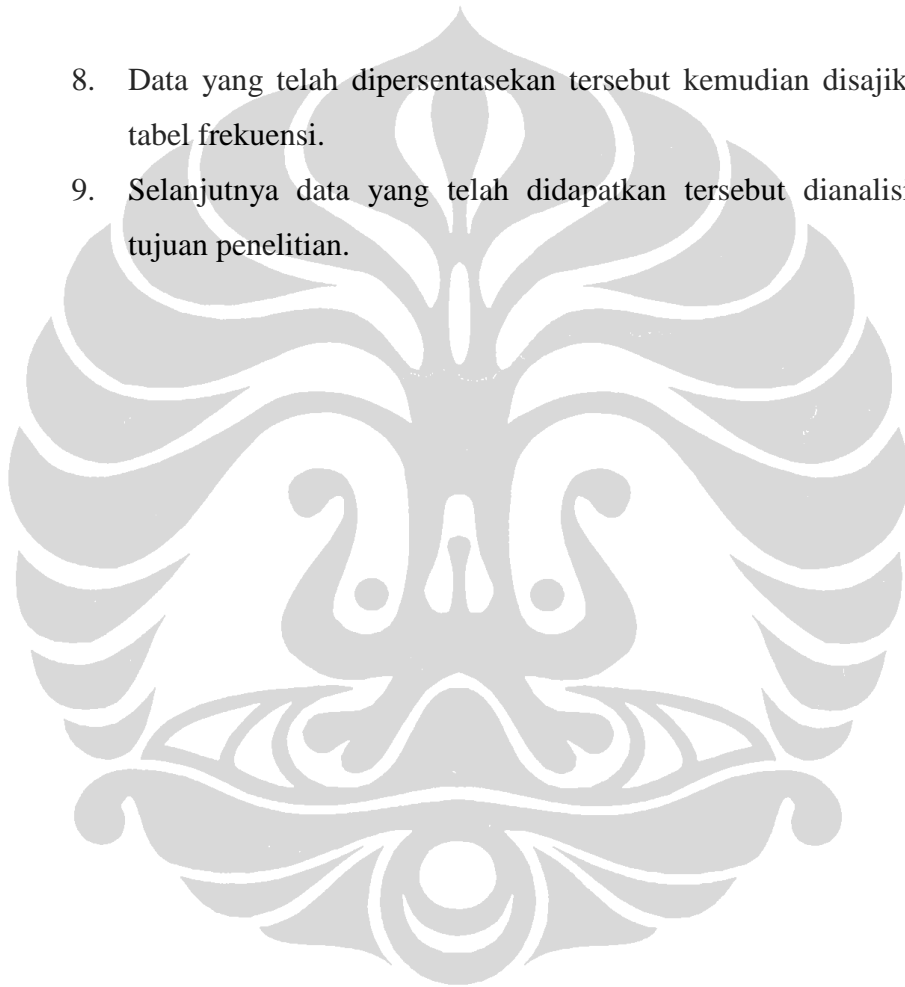 8. Data yang telah dipersentasekan tersebut kemudian disajik
tabel frekuensi.
9. Selanjutnya data yang telah didapatkan tersebut dianalisi
tujuan penelitian.